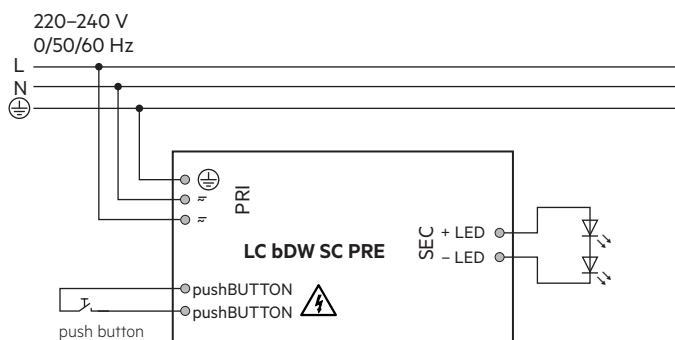 220–240 V
0/50/60 Hz
L
N
PRI
LC bDW SC PRE
SEC
+ LED
– LED
pushBUTTON
pushBUTTON
push button